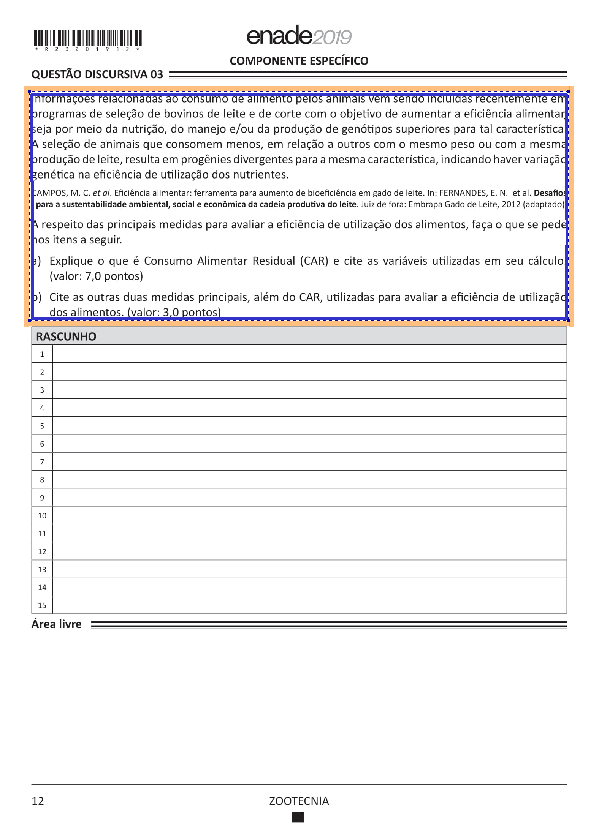 *R2320191 9*
enade2019
COMPONENTE ESPECÍFICO
QUESTÃO DISCURSIVA 03
Informações relacionadas ao consumo de alimento pelos animais vêm sendo incluídas recentemente em
programas de seleção de bovinos de leite e de corte com o objetivo de aumentar a eficiência alimentar,
seja por meio da nutrição, do manejo e/ou da produção de genótipos superiores para tal característica.
A seleção de animais que consomem menos, em relação a outros com o mesmo peso ou com a mesma
produção de leite, resulta em progênies divergentes para a mesma característica, indicando haver variação
genética na eficiência de utilização dos nutrientes.
CAMPOS, M. C. et al. Eficiência alimentar: ferramenta para aumento de bioeficiência em gado de leite. In: FERNANDES, E. N. et al. Desafios
para a sustentabilidade ambiental, social e econômica da cadeia produtiva do leite. Juiz de fora: Embrapa Gado de Leite, 2012 (adaptado).
A respeito das principais medidas para avaliar a eficiência de utilização dos alimentos, faça o que se pede
nos itens a seguir.
a) Explique o que é Consumo Alimentar Residual (CAR) e cite as variáveis utilizadas em seu cálculo.
(valor: 7,0 pontos)
b) Cite as outras duas medidas principais, além do CAR, utilizadas para avaliar a eficiência de utilização
dos alimentos. (valor: 3,0 pontos)
RASCUNHO
1
2
3
4
5
6
7
8
9
10
11
12
13
14
15
Área livre
12
ZOOTECNIA